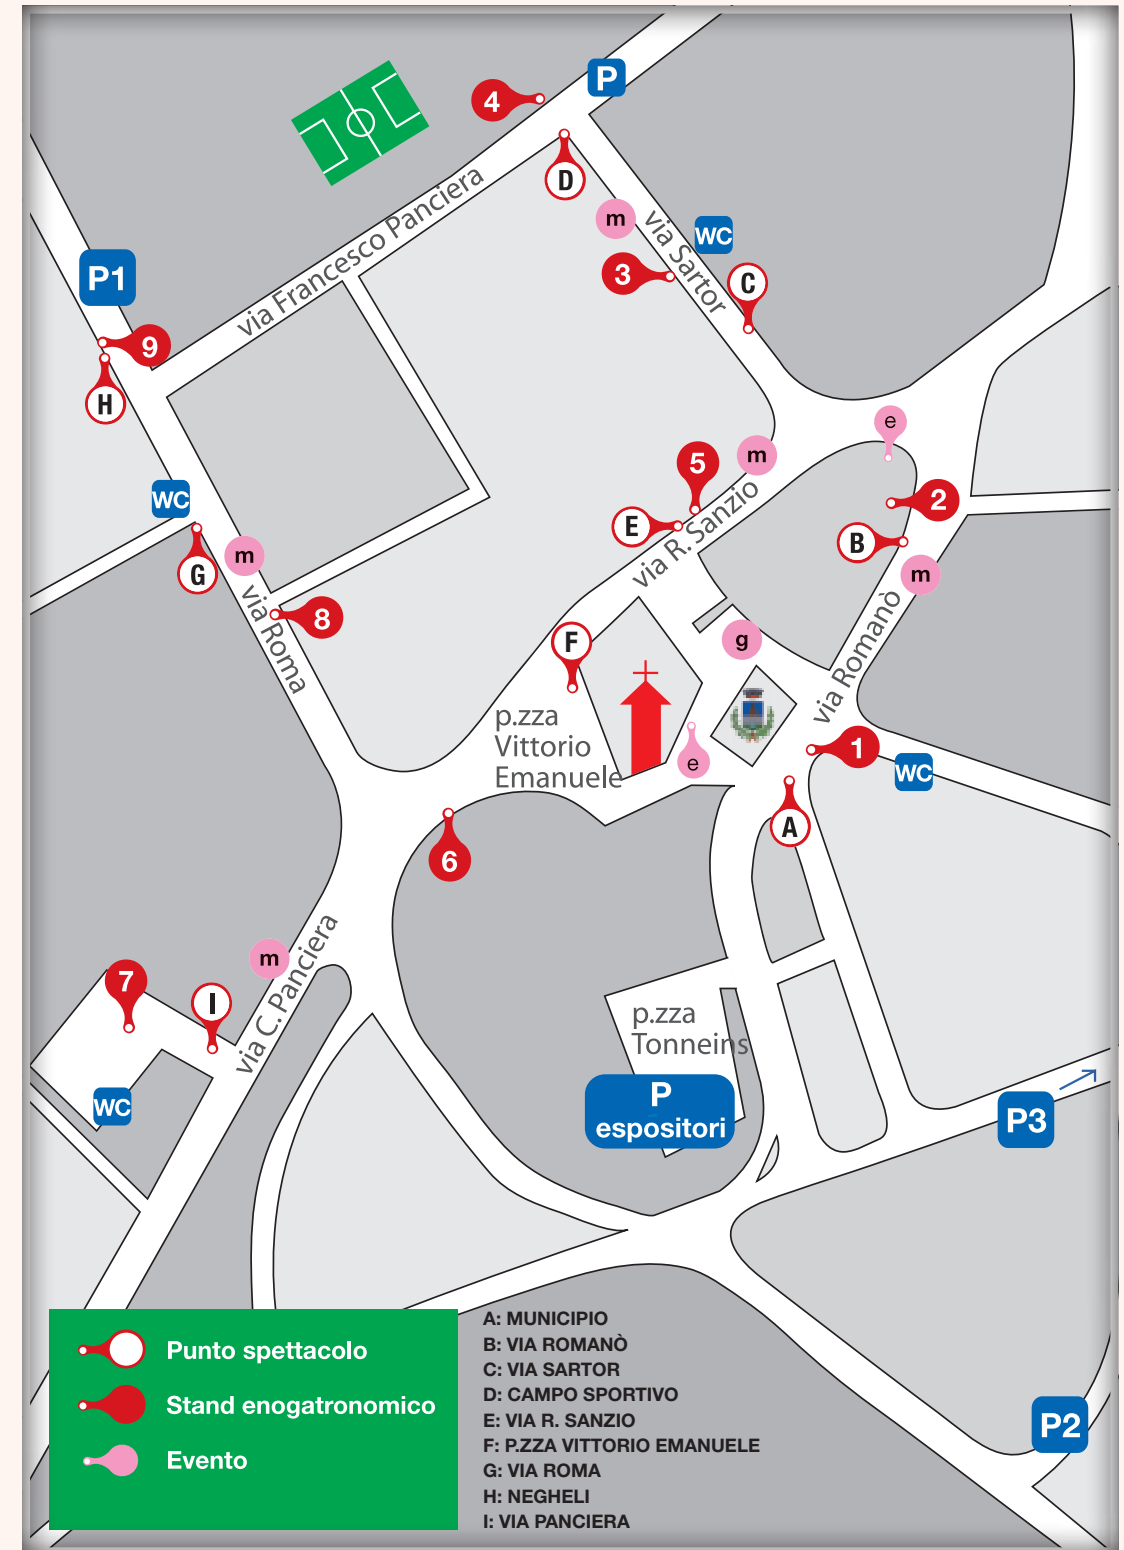 4
P
D
via Francesco Panciera
m
via Sartor
WC
3
C
P1
9
H
e
m
5
2
WC
E
via R. Sanzio
B
G
m
m
via Roma
8
F
g
via Romanò
p.zza
Vittorio
Emanuele
e
1
WC
A
6
m
via C. Panciera
7
I
WC
p.zza
Tonneins
P
espositori
P3
P2
Punto spettacolo
Stand enogatronomico
Evento
A: MUNICIPIO
B: VIA ROMANÒ
C: VIA SARTOR
D: CAMPO SPORTIVO
E: VIA R. SANZIO
F: P.ZZA VITTORIO EMANUELE
G: VIA ROMA
H: NEGHELI
I: VIA PANCIERA